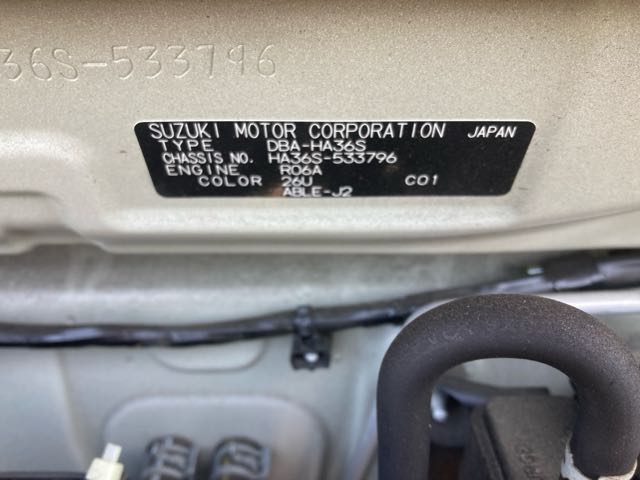 36S-533796
SUZUKI MOTOR CORPORATION JAPAN
TYPE DBA-HA36S
CHASSIS NO. HA36S-533796
ENGINE R06A
COLOR 26U C01
ABLE-J2